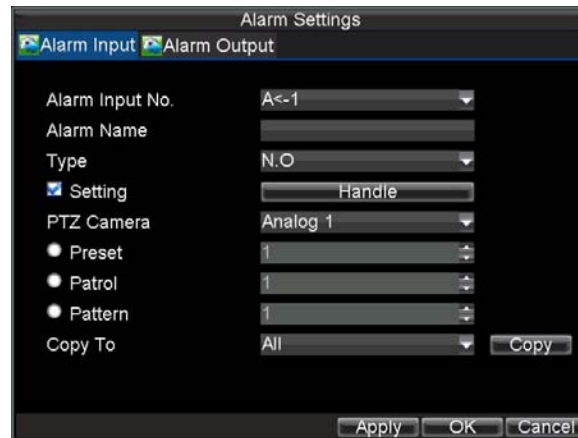 Alarm Settings
Alarm Input Alarm Output
Alarm Input No. A<-1
Alarm Name
Type N.O
Setting Handle
PTZ Camera Analog 1
Preset 1
Patrol 1
Pattern 1
Copy To All Copy
Apply OK Cancel